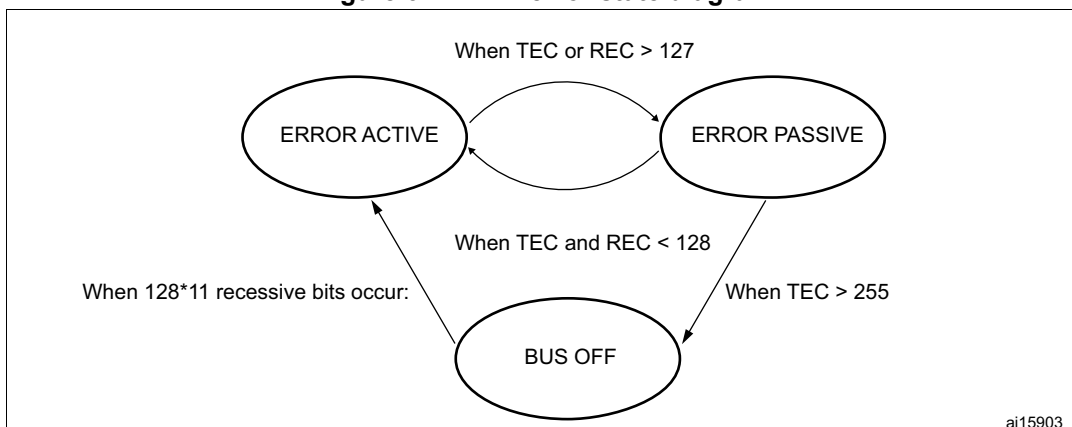 When TEC or REC > 127
ERROR ACTIVE
ERROR PASSIVE
When TEC and REC < 128
When 128*11 recessive bits occur:
When TEC > 255
BUS OFF
ai15903